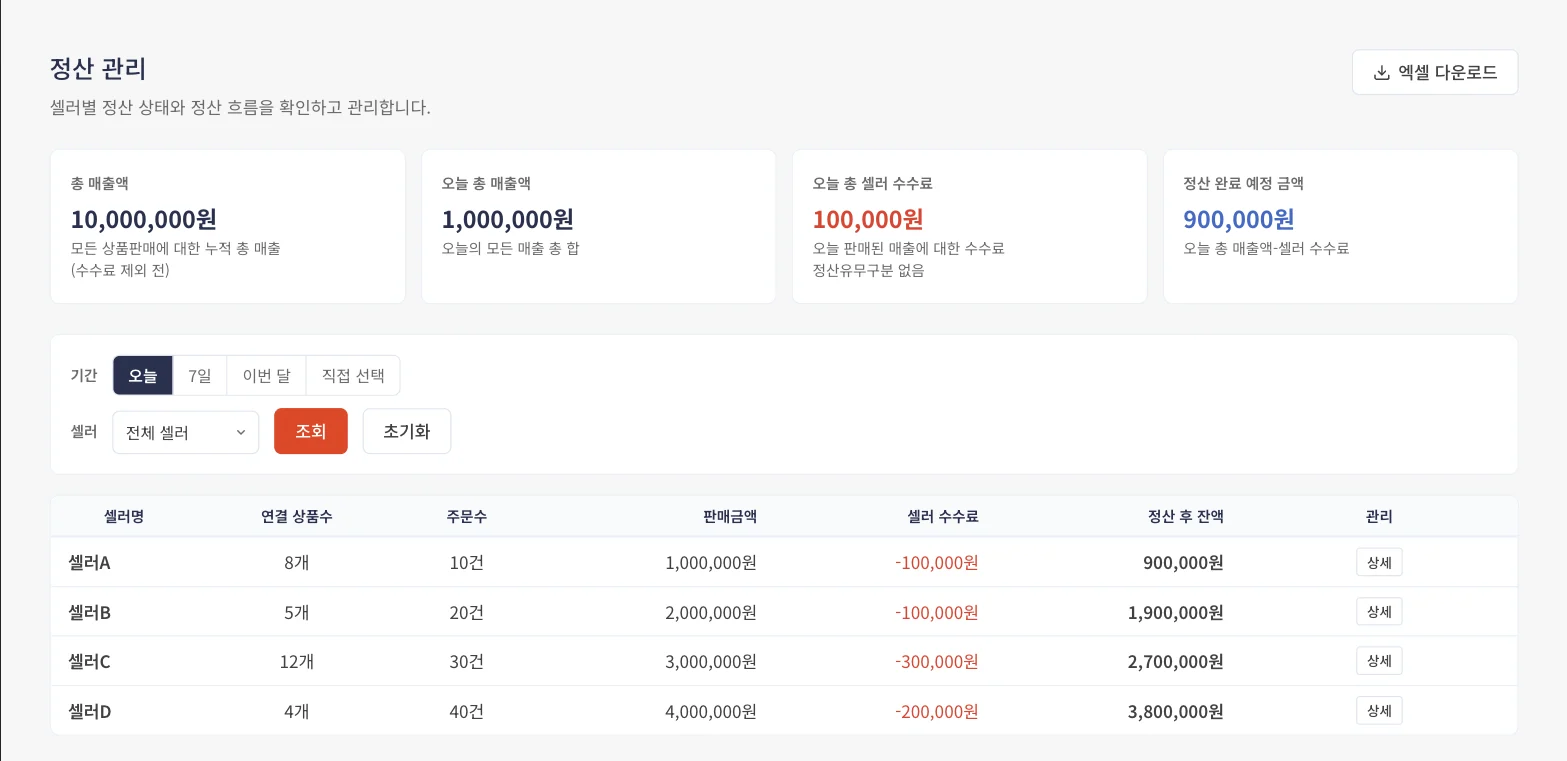 정산 관리
엑셀 다운로드
셀러별 정산 상태와 정산 흐름을 확인하고 관리합니다.
총 매출액
10,000,000원
모든 상품판매에 대한 누적 총 매출
(수수료 제외 전)
오늘 총 매출액
1,000,000원
오늘의 모든 매출 총 합
오늘 총 셀러 수수료
100,000원
오늘 판매된 매출에 대한 수수료
정산유무구분 없음
정산 완료 예정 금액
900,000원
오늘 총 매출액-셀러 수수료
기간 오늘 7일 이번 달 직접 선택
셀러 전체 셀러 조회 초기화
셀러명 연결 상품수 주문수 판매금액 셀러 수수료 정산 후 잔액 관리
셀러A 8개 10건 1,000,000원 -100,000원 900,000원 상세
셀러B 5개 20건 2,000,000원 -100,000원 1,900,000원 상세
셀러C 12개 30건 3,000,000원 -300,000원 2,700,000원 상세
셀러D 4개 40건 4,000,000원 -200,000원 3,800,000원 상세